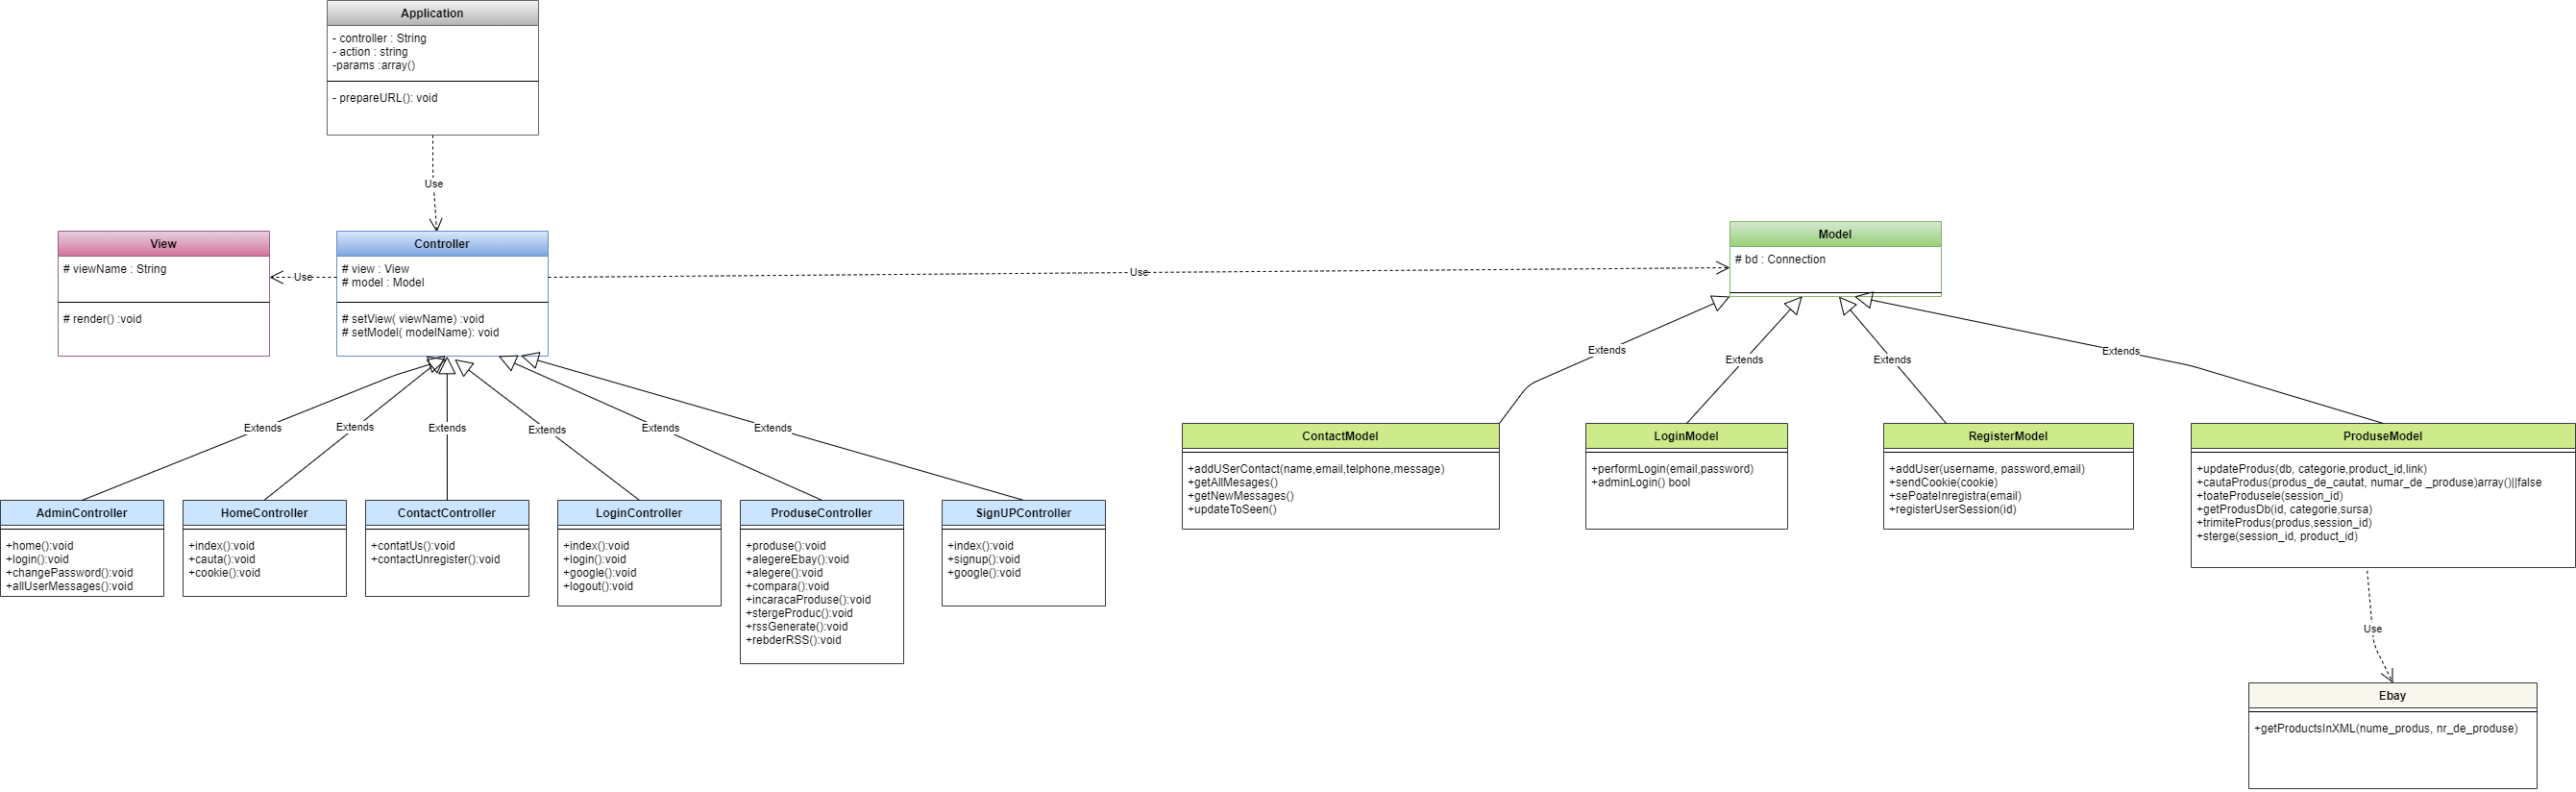 Application
- controller : String
- action : string
-params :array()
- prepareURL(): void
Use
View
# viewName : String
# render() :void
Use
Controller
# view : View
# model : Model
# setView( viewName) :void
# setModel( modelName): void
Use
Model
# bd : Connection
Extends
Extends
Extends
Extends
Extends
Extends
Extends
Extends
Extends
Extends
AdminController
+home():void
+login():void
+changePassword():void
+allUserMessages():void
HomeController
+index():void
+cauta():void
+cookie():void
ContactController
+contatUs():void
+contactUnregister():void
LoginController
+index():void
+login():void
+google():void
+logout():void
ProduseController
+produse():void
+alegereEbay():void
+alegere():void
+compara():void
+incaracaProduse():void
+stergeProduc():void
+rssGenerate():void
+rebderRSS():void
SignUPController
+index():void
+signup():void
+google():void
ContactModel
+addUSerContact(name,email,telphone,message)
+getAllMesages()
+getNewMessages()
+updateToSeen()
LoginModel
+performLogin(email,password)
+adminLogin() bool
RegisterModel
+addUser(username, password,email)
+sendCookie(cookie)
+sePoateInregistra(email)
+registerUserSession(id)
ProduseModel
+updateProdus(db, categorie,product_id,link)
+cautaProdus(produs_de_cautat, numar_de _produse)array()||false
+toateProdusele(session_id)
+getProdusDb(id, categorie,sursa)
+trimiteProdus(produs,session_id)
+sterge(session_id, product_id)
Use
Ebay
+getProductsInXML(nume_produs, nr_de_produse)